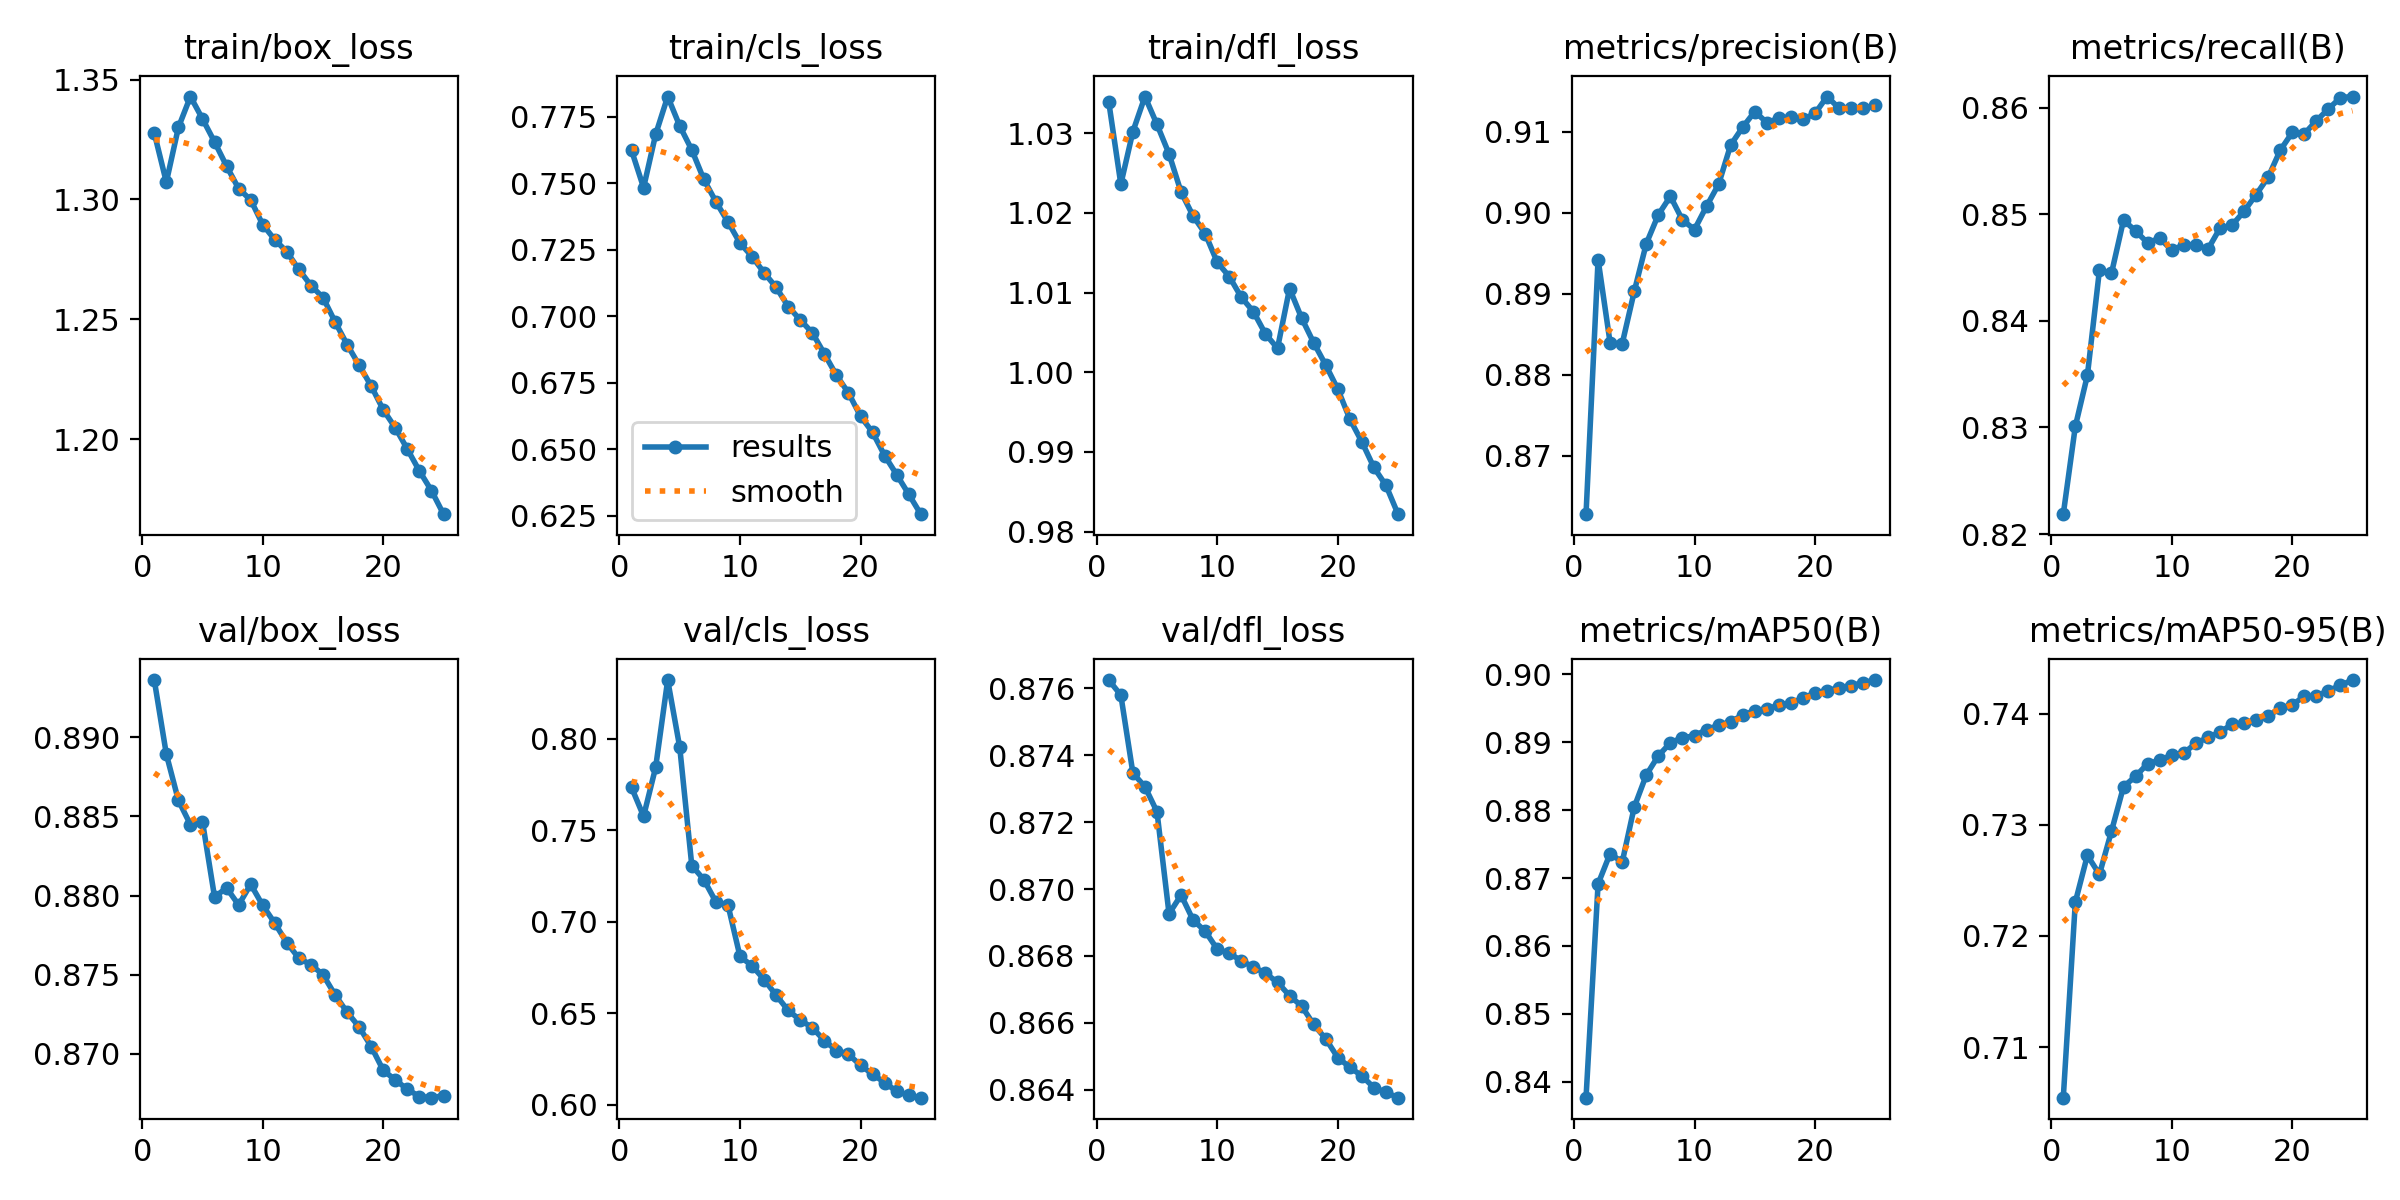 train/box_loss
train/cls_loss
train/dfl_loss
metrics/precision(B)
metrics/recall(B)
1.35
1.30
1.25
1.20
0 10 20
0.775
0.750
0.725
0.700
0.675
0.650
0.625
results
smooth
0 10 20
1.03
1.02
1.01
1.00
0.99
0.98
0 10 20
0.91
0.90
0.89
0.88
0.87
0 10 20
0.86
0.85
0.84
0.83
0.82
0 10 20
val/box_loss
val/cls_loss
val/dfl_loss
metrics/mAP50(B)
metrics/mAP50-95(B)
0.890
0.885
0.880
0.875
0.870
0 10 20
0.80
0.75
0.70
0.65
0.60
0 10 20
0.876
0.874
0.872
0.870
0.868
0.866
0.864
0 10 20
0.90
0.89
0.88
0.87
0.86
0.85
0.84
0 10 20
0.74
0.73
0.72
0.71
0 10 20